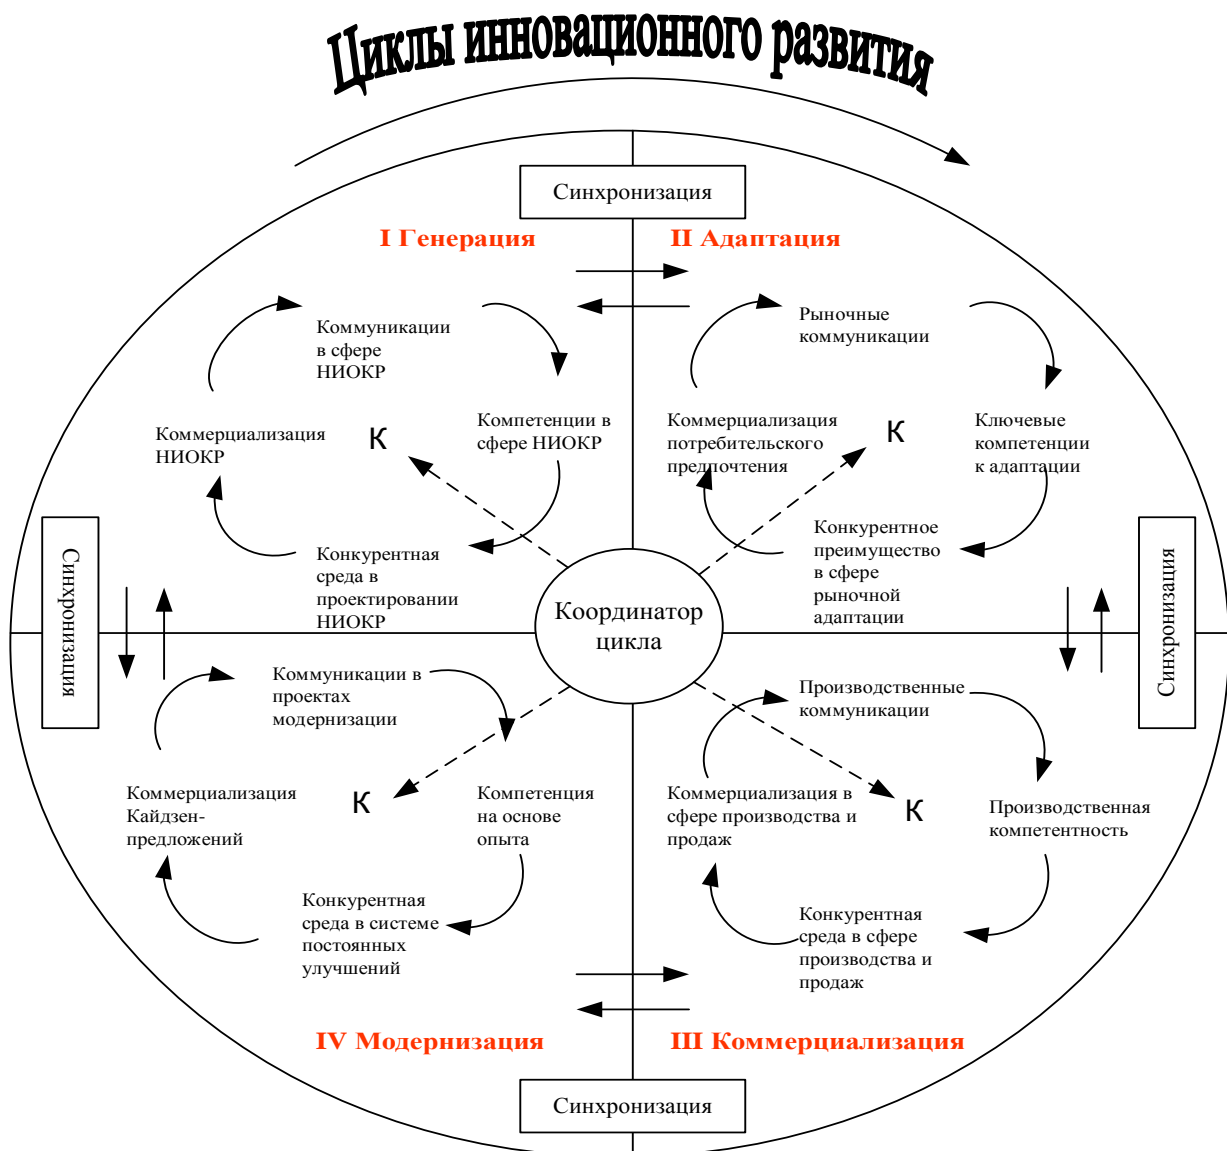 Циклы инновационного развития
Синхронизация
I Генерация
II Адаптация
Коммуникации
в сфере
НИОКР
Компетенции в
сфере НИОКР
Конкурентная
среда в
проектировании
НИОКР
Коммерциализация
НИОКР
К
Рыночные
коммуникации
Ключевые
компетенции
к адаптации
Конкурентное
преимущество
в сфере
рыночной
адаптации
Коммерциализация
потребительского
предпочтения
К
Синхронизация
Координатор
цикла
Синхронизация
Коммуникации в
проектах
модернизации
Компетенция
на основе
опыта
Конкурентная
среда в системе
постоянных
улучшений
Коммерциализация
Кайдзен-
предложений
К
Производственные
коммуникации
Производственная
компетентность
Конкурентная
среда в сфере
производства и
продаж
Коммерциализация в
сфере производства и
продаж
К
IV Модернизация
III Коммерциализация
Синхронизация